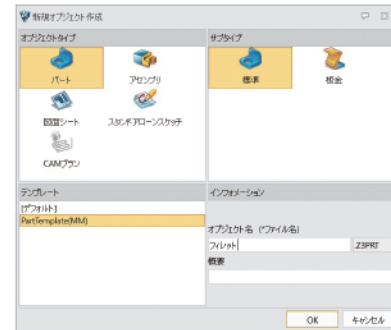 新規オブジェクト作成
オブジェクトタイプ
パート
アセンブリ
図面シート
スタンドアローンスケッチ
CAMプラン
サブタイプ
標準
板金
テンプレート
[デフォルト]
PartTemplate(MM)
インフォメーション
オブジェクト名 (*ファイル名)
フィレット
.Z3PRT
概要
OK
キャンセル